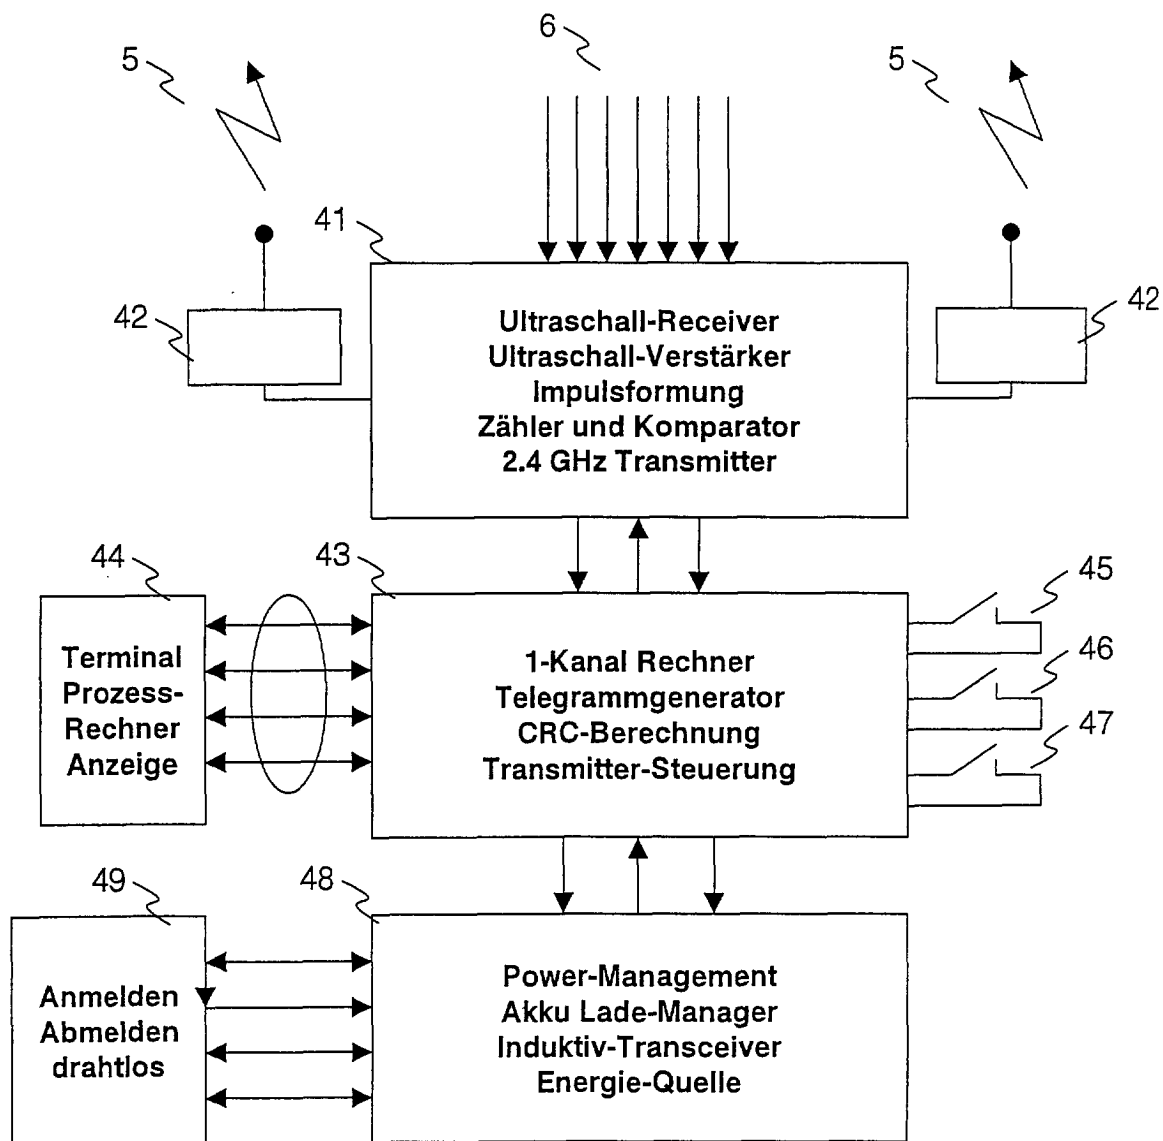 5
6
5
41
42
42
Ultraschall-Receiver
Ultraschall-Verstärker
Impulsformung
Zähler und Komparator
2.4 GHz Transmitter
44
43
45
46
47
Terminal
Prozess-
Rechner
Anzeige
1-Kanal Rechner
Telegrammgenerator
CRC-Berechnung
Transmitter-Steuerung
49
48
Anmelden
Abmelden
drahtlos
Power-Management
Akku Lade-Manager
Induktiv-Transceiver
Energie-Quelle